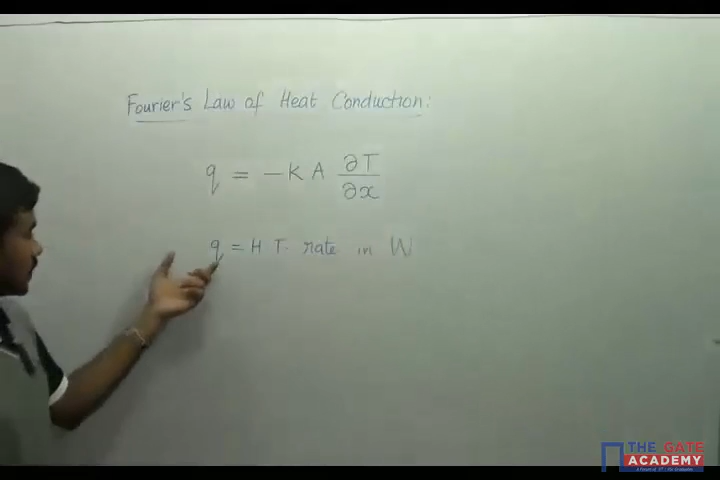 Fourier's Law of Heat Conduction:
q = -K A ∂T/∂x
q = H T. rate in W
THE GATE
ACADEMY